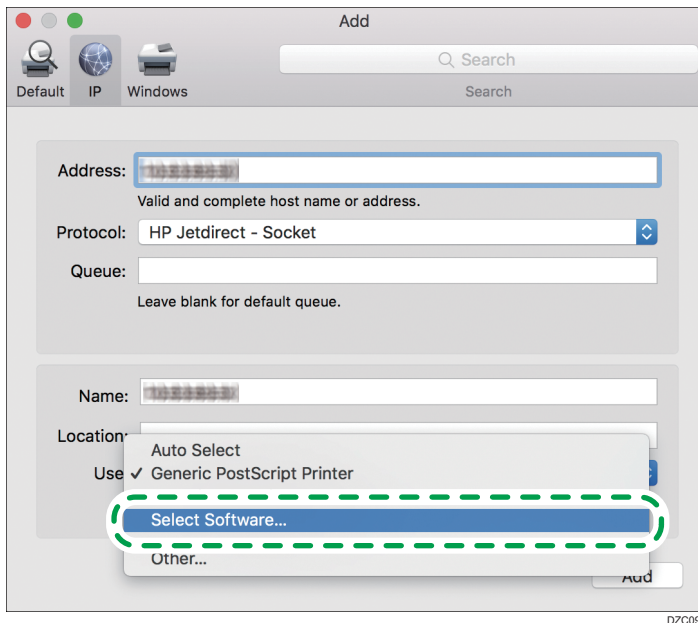 Add
Search
Default IP Windows Search
Address:
Valid and complete host name or address.
Protocol: HP Jetdirect - Socket
Queue:
Leave blank for default queue.
Name:
Location:
Auto Select
Use ✓ Generic PostScript Printer
Select Software...
Other...
Add